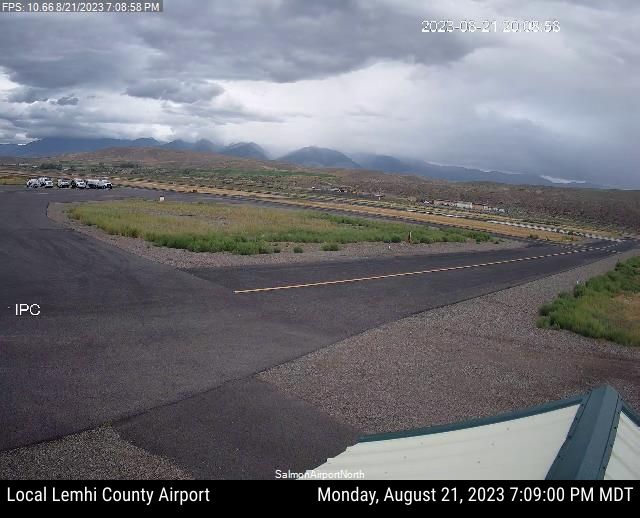 FPS: 10.66 8/21/2023 7:08:58 PM
2023-08-21 20:08:58
IPC
SalmonAirportNorth
Local Lemhi County Airport
Monday, August 21, 2023 7:09:00 PM MDT